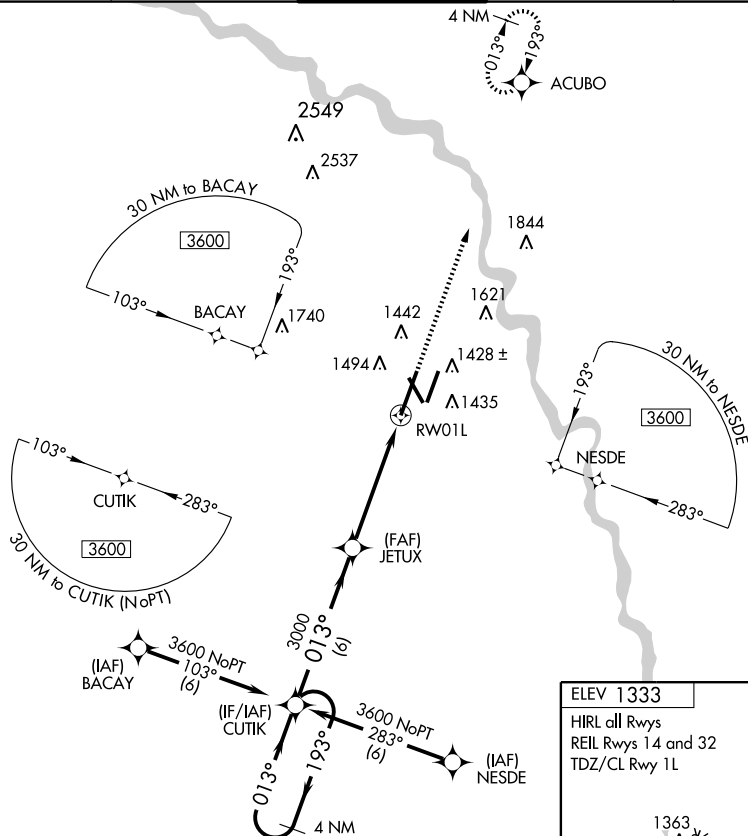 4 NM
013°
193°
ACUBO
2549
2537
30 NM to BACAY
3600
103°
193°
BACAY
1740
1844
1621
1442
1494
1428 ±
1435
RW01L
30 NM to NESDE
193°
3600
NESDE
283°
103°
283°
CUTIK
3600
30 NM to CUTIK (NoPT)
(FAF)
JETUX
3000
013°
(6)
(IAF)
BACAY
3600 NoPT
103°
(6)
(IF/IAF)
CUTIK
3600 NoPT
283°
(6)
(IAF)
NESDE
013°
193°
4 NM
ELEV 1333
HIRL all Rwys
REIL Rwys 14 and 32
TDZ/CL Rwy 1L
1363